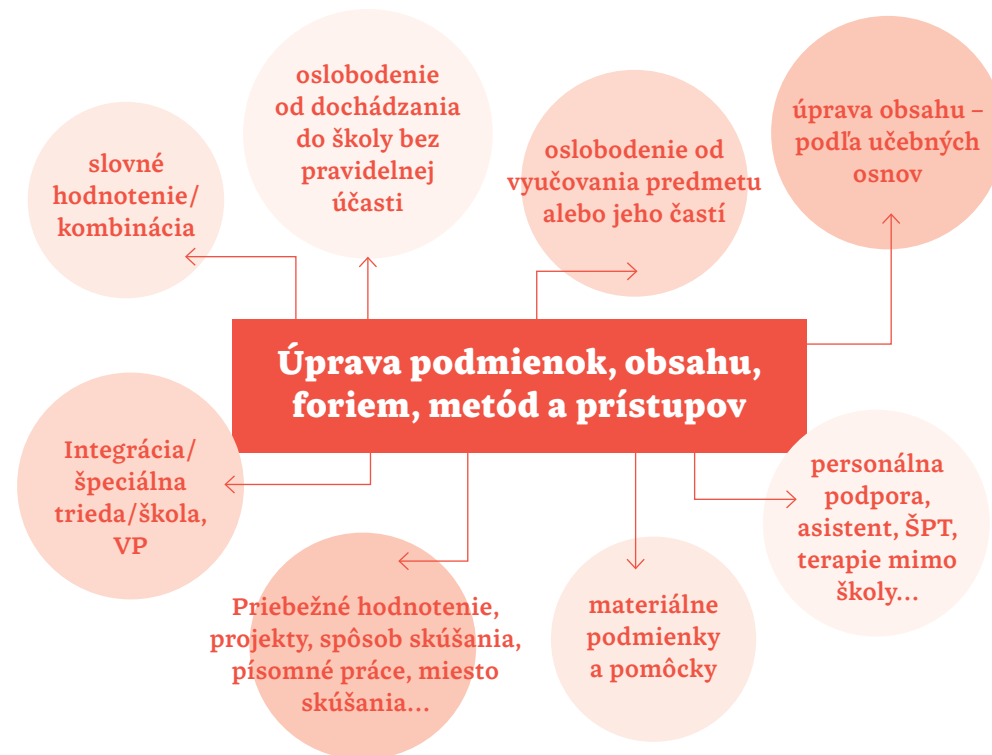 slovné
hodnotenie/
kombinácia
oslobodenie
od dochádzania
do školy bez
pravidelnej
účasti
oslobodenie od
vyučovania predmetu
alebo jeho častí
úprava obsahu –
podľa učebných
osnov
Úprava podmienok, obsahu,
foriem, metód a prístupov
Integrácia/
špeciálna
trieda/škola,
VP
Priebežné hodnotenie,
projekty, spôsob skúšania,
písomné práce, miesto
skúšania...
materiálne
podmienky
a pomôcky
personálna
podpora,
asistent, ŠPT,
terapie mimo
školy...